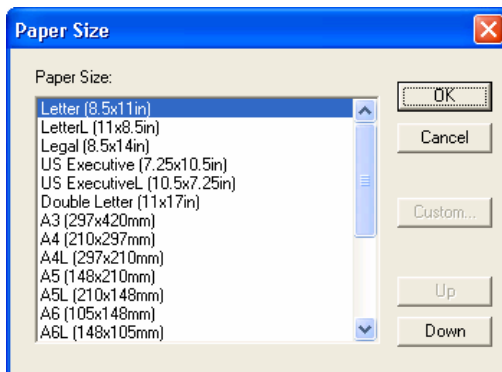 Paper Size
Paper Size:
Letter (8.5x11in)
LetterL (11x8.5in)
Legal (8.5x14in)
US Executive (7.25x10.5in)
US ExecutiveL (10.5x7.25in)
Double Letter (11x17in)
A3 (297x420mm)
A4 (210x297mm)
A4L (297x210mm)
A5 (148x210mm)
A5L (210x148mm)
A6 (105x148mm)
A6L (148x105mm)
OK
Cancel
Custom...
Up
Down